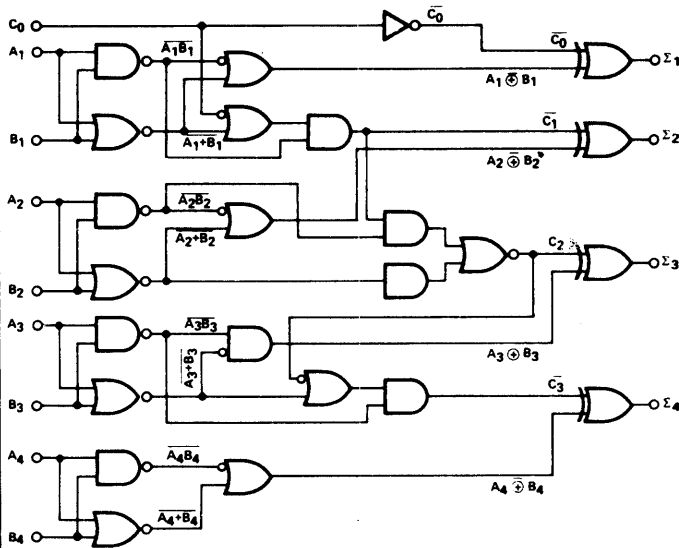 C₀
C̅₀̅
A₁
A̅₁̅B̅₁̅
C̅₀̅
Σ₁
A₁ ⊕̅ B₁
B₁
A̅₁̅+̅B̅₁̅
C̅₁̅
Σ₂
A₂ ⊕̅ B₂
A₂
A̅₂̅B̅₂̅
A̅₂̅+̅B̅₂̅
C₂
Σ₃
B₂
A₃
A̅₃̅B̅₃̅
A̅₃̅+̅B̅₃̅
A₃ ⊕ B₃
B₃
C̅₃̅
Σ₄
A₄
A̅₄̅B̅₄̅
A₄ ⊕̅ B₄
A̅₄̅+̅B̅₄̅
B₄